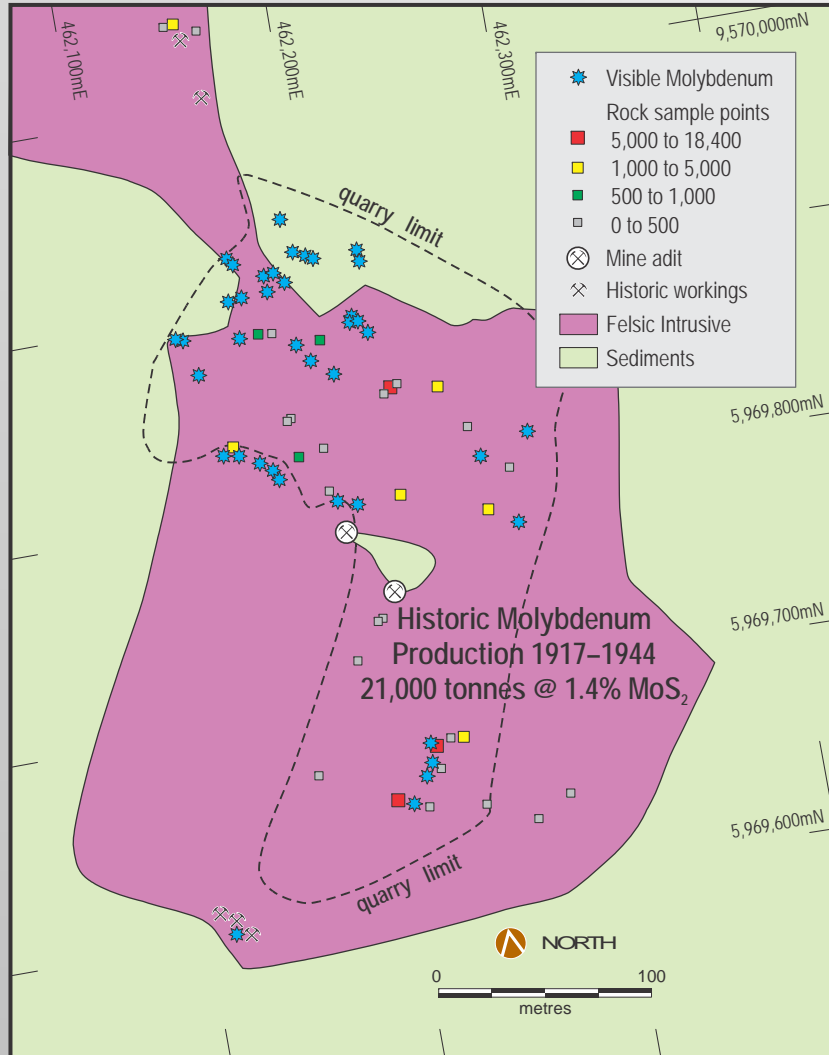 462,100mE
462,200mE
462,300mE
9,570,000mN
Visible Molybdenum
Rock sample points
5,000 to 18,400
1,000 to 5,000
500 to 1,000
0 to 500
Mine adit
Historic workings
Felsic Intrusive
Sediments
quarry limit
5,969,800mN
5,969,700mN
Historic Molybdenum
Production 1917–1944
21,000 tonnes @ 1.4% MoS₂
5,969,600mN
quarry limit
NORTH
0 100
metres